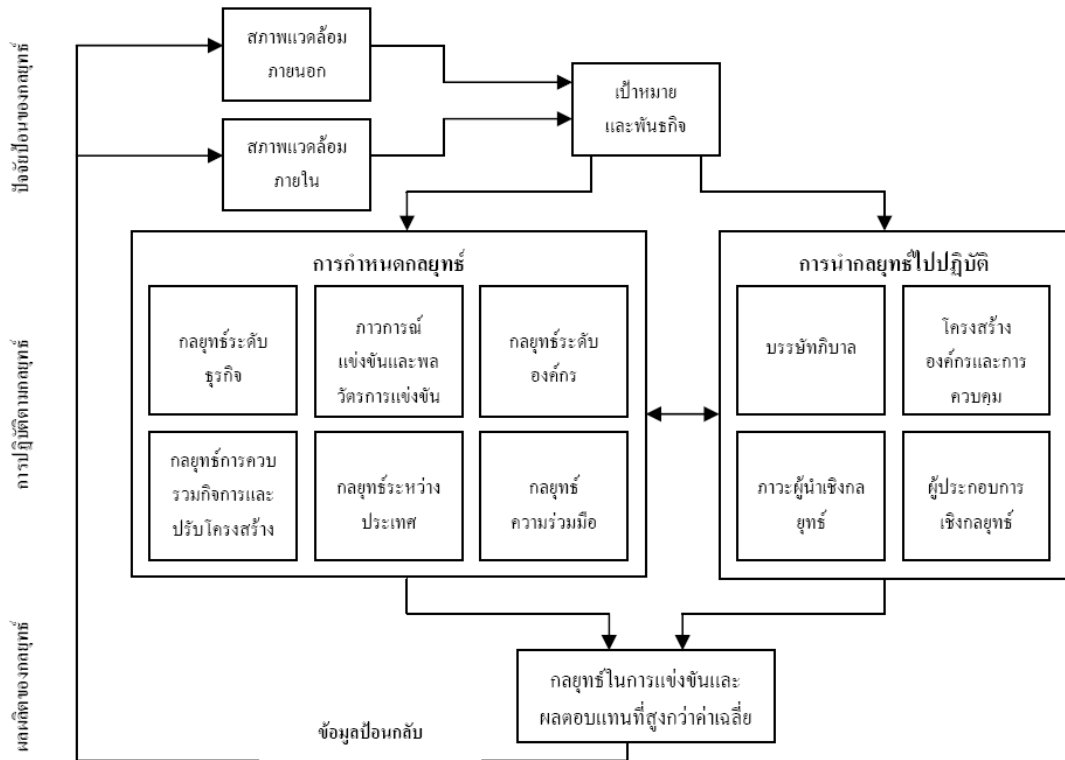 ปัจจัยป้อนของกลยุทธ์
สภาพแวดล้อม
ภายนอก
เป้าหมาย
และพันธกิจ
สภาพแวดล้อม
ภายใน
การปฏิบัติตามกลยุทธ์
การกำหนดกลยุทธ์
กลยุทธ์ระดับ
ธุรกิจ
ภาวการณ์
แข่งขันและพล
วัตรการแข่งขัน
กลยุทธ์ระดับ
องค์กร
กลยุทธ์การควบ
รวมกิจการและ
ปรับโครงสร้าง
กลยุทธ์ระหว่าง
ประเทศ
กลยุทธ์
ความร่วมมือ
การนำกลยุทธ์ไปปฏิบัติ
บรรษัทภิบาล
โครงสร้าง
องค์กรและการ
ควบคุม
ภาวะผู้นำเชิงกล
ยุทธ์
ผู้ประกอบการ
เชิงกลยุทธ์
ผลผลิตของกลยุทธ์
กลยุทธ์ในการแข่งขันและ
ผลตอบแทนที่สูงกว่าค่าเฉลี่ย
ข้อมูลป้อนกลับ